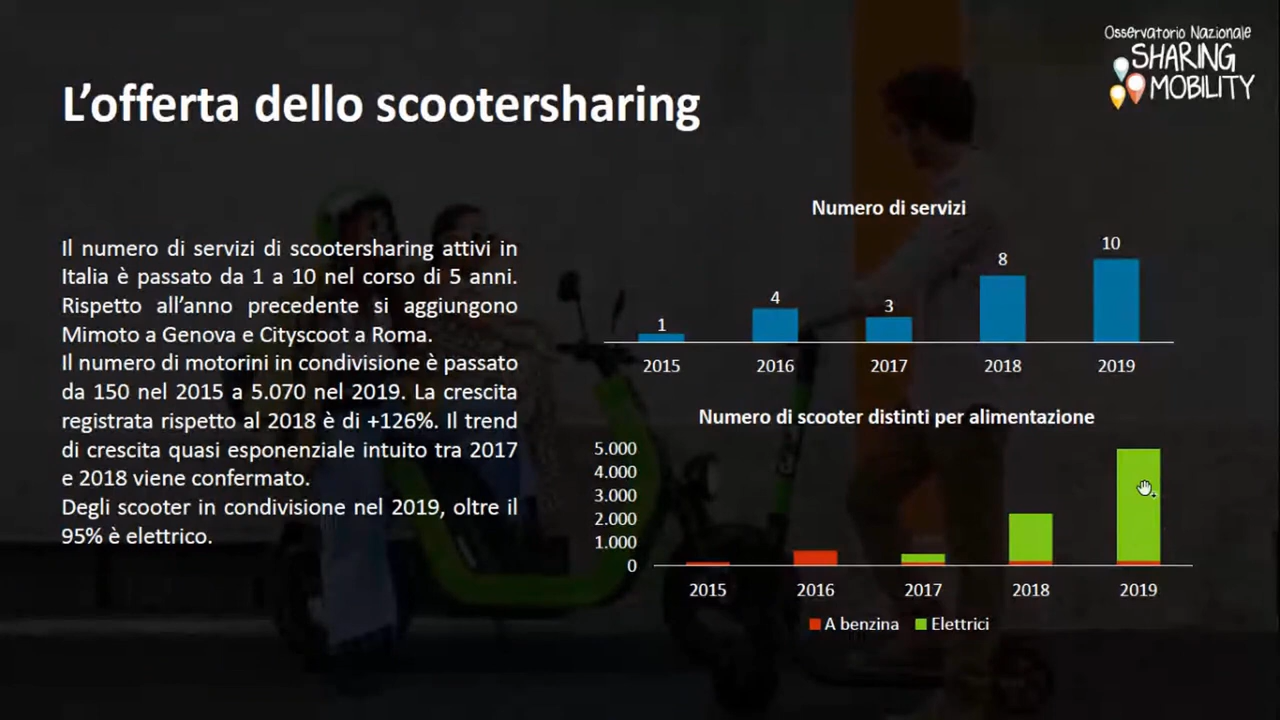 Osservatorio Nazionale
SHARING
MOBILITY
L'offerta dello scootersharing
Il numero di servizi di scootersharing attivi in
Italia è passato da 1 a 10 nel corso di 5 anni.
Rispetto all'anno precedente si aggiungono
Mimoto a Genova e Cityscoot a Roma.
Il numero di motorini in condivisione è passato
da 150 nel 2015 a 5.070 nel 2019. La crescita
registrata rispetto al 2018 è di +126%. Il trend
di crescita quasi esponenziale intuito tra 2017
e 2018 viene confermato.
Degli scooter in condivisione nel 2019, oltre il
95% è elettrico.
Numero di servizi
1 4 3 8 10
2015 2016 2017 2018 2019
Numero di scooter distinti per alimentazione
5.000
4.000
3.000
2.000
1.000
0
2015 2016 2017 2018 2019
A benzina Elettrici